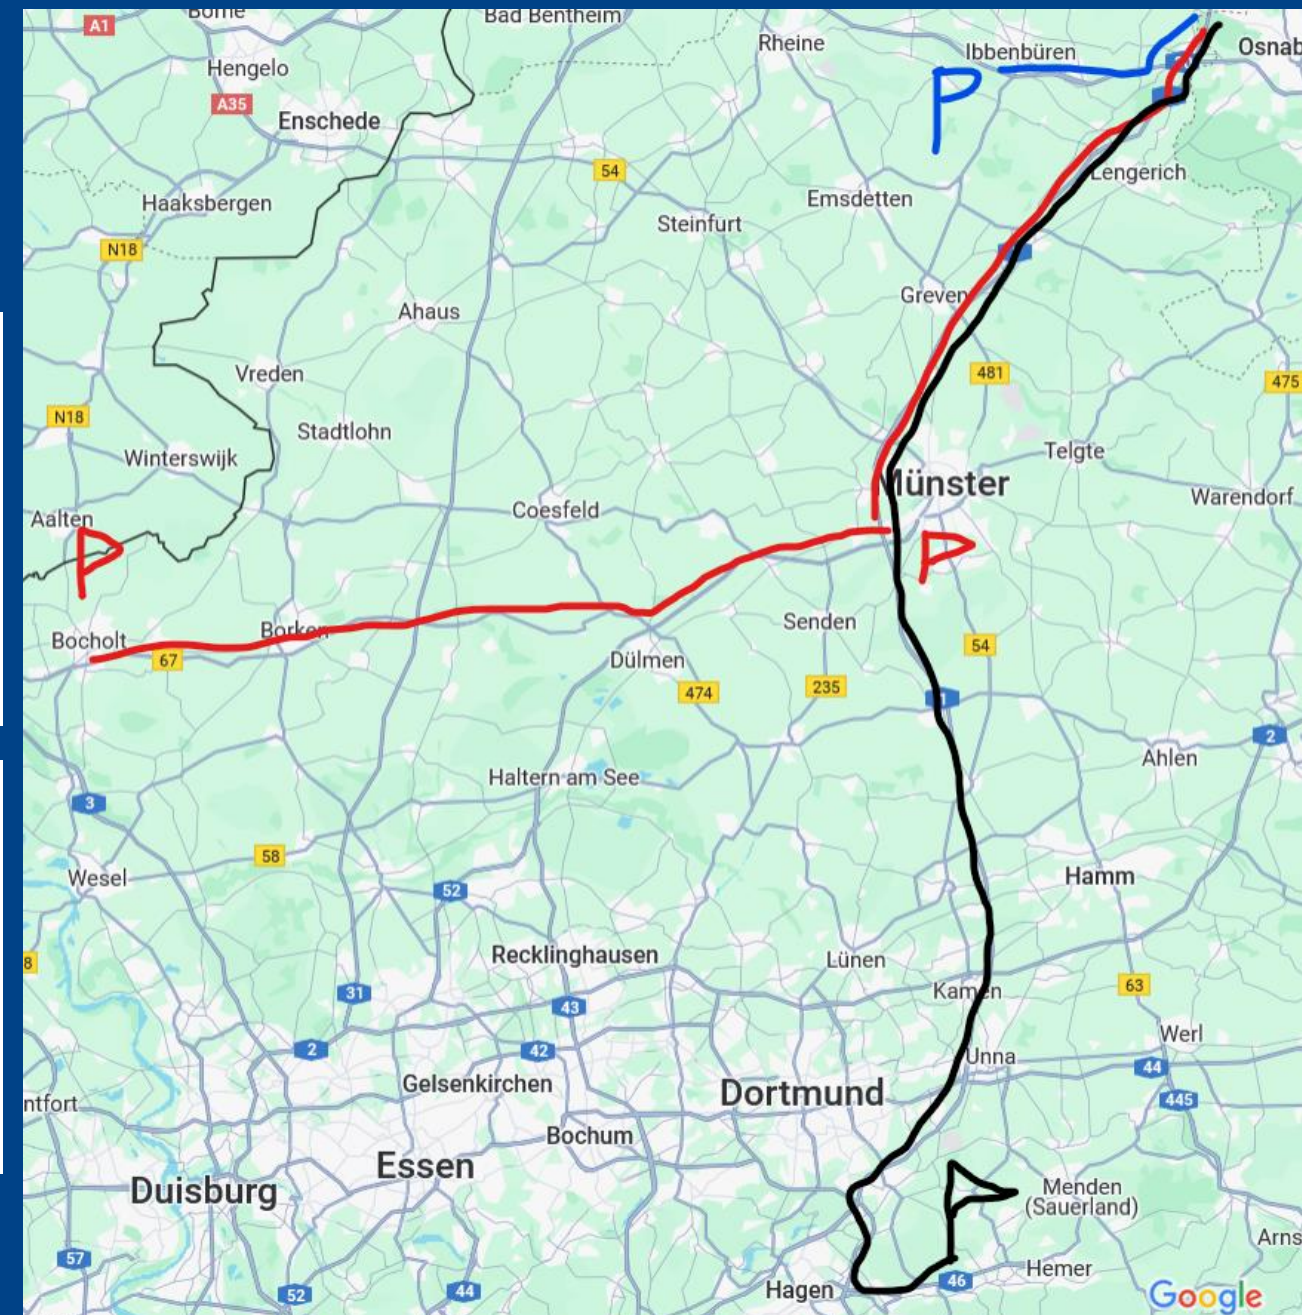 Borne
Bad Bentheim
A1
Rheine
Ibbenbüren
Osnab
Hengelo
A35
Enschede
54
Lengerich
Haaksbergen
Emsdetten
Steinfurt
N18
Greven
Ahaus
Vreden
481
475
N18
Stadtlohn
Telgte
Winterswijk
Münster
Warendorf
Coesfeld
Aalten
Senden
Bocholt
Borken
54
67
Dülmen
474
235
1
2
Ahlen
Haltern am See
3
58
Wesel
52
Hamm
Recklinghausen
Lünen
8
31
43
Kamen
63
2
42
Werl
Unna
44
Gelsenkirchen
Dortmund
445
ntfort
Bochum
Essen
Duisburg
Menden
(Sauerland)
Arns
57
52
44
Hagen
46
Hemer
Google